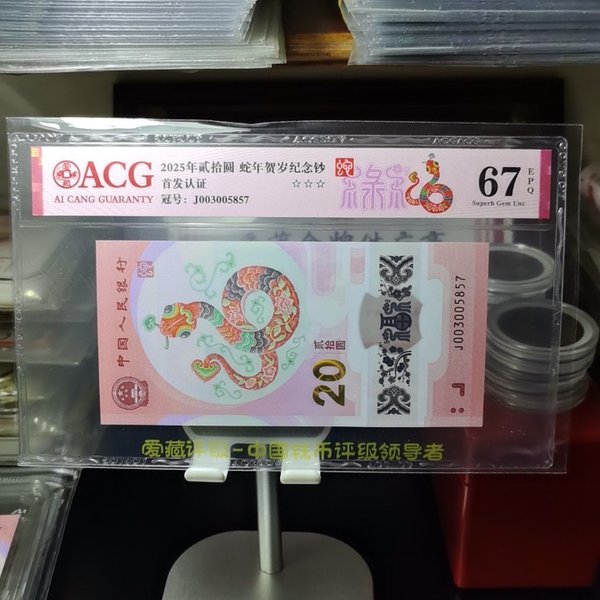 ACG
AI CANG GUARANTY
2025年贰拾圆 蛇年贺岁纪念钞
首发认证 ☆☆☆
冠号：J003005857
67 EPQ
Superb Gem Unc
中国人民银行
贰拾圆
20
J003005857
爱藏评级-中国钱币评级领导者